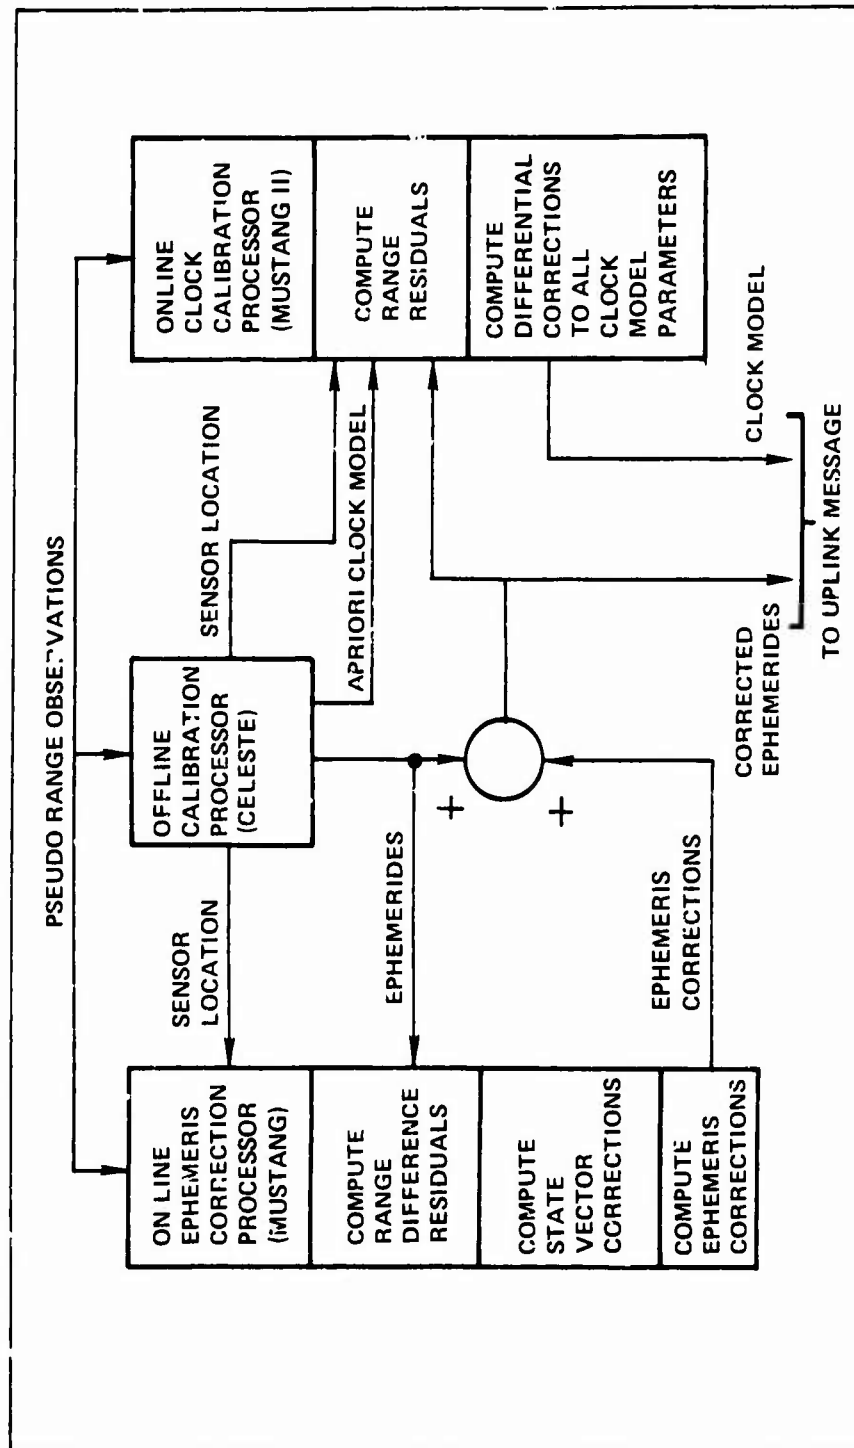 PSEUDO RANGE OBSERVATIONS
ON LINE
EPHEMERIS
CORRECTION
PROCESSOR
(MUSTANG)
COMPUTE
RANGE
DIFFERENCE
RESIDUALS
COMPUTE
STATE
VECTOR
CORRECTIONS
COMPUTE
EPHEMERIS
CORRECTIONS
SENSOR
LOCATION
EPHEMERIDES
EPHEMERIS
CORRECTIONS
OFFLINE
CALIBRATION
PROCESSOR
(CELESTE)
+
+
SENSOR LOCATION
APRIORI CLOCK MODEL
CORRECTED
EPHEMERIDES
ONLINE
CLOCK
CALIBRATION
PROCESSOR
(MUSTANG II)
COMPUTE
RANGE
RESIDUALS
COMPUTE
DIFFERENTIAL
CORRECTIONS
TO ALL
CLOCK
MODEL
PARAMETERS
CLOCK MODEL
TO UPLINK MESSAGE